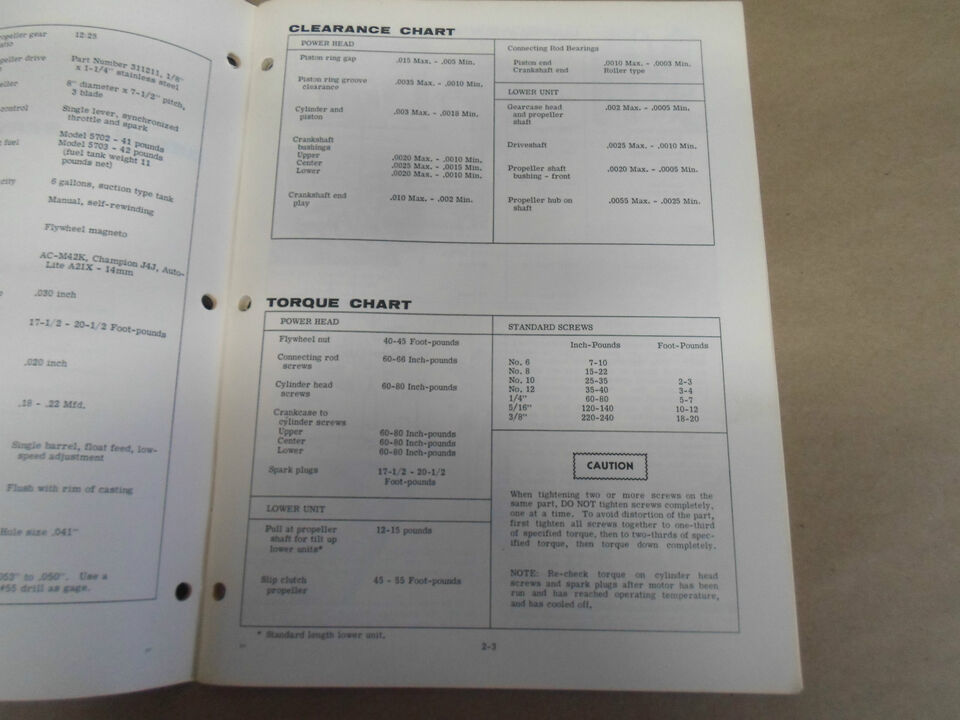 opeller gear 12:25
atio
peller drive Part Number 311211, 1/8"
x 1-1/4" stainless steel
peller 8" diameter x 7-1/2" pitch,
3 blade
control Single lever, synchronized
throttle and spark
Model 5702 - 41 pounds
fuel Model 5703 - 42 pounds
(fuel tank weight 11
pounds net)
city 6 gallons, suction type tank
Manual, self-rewinding
Flywheel magneto
AC-M42K, Champion J4J, Auto-
Lite A21X - 14mm
.030 inch
17-1/2 - 20-1/2 Foot-pounds
.020 inch
.18 - .22 Mfd.
Single barrel, float feed, low-
speed adjustment
Flush with rim of casting
Hole size .041"
053" to .050". Use a
#55 drill as gage.
CLEARANCE CHART
POWER HEAD
Piston ring gap .015 Max. - .005 Min.
Piston ring groove .0035 Max. - .0010 Min.
clearance
Cylinder and .003 Max. - .0018 Min.
piston
Crankshaft
bushings
Upper .0020 Max. - .0010 Min.
Center .0025 Max. - .0015 Min.
Lower .0020 Max. - .0010 Min.
Crankshaft end .010 Max. - .002 Min.
play
Connecting Rod Bearings
Piston end .0010 Max. - .0003 Min.
Crankshaft end Roller type
LOWER UNIT
Gearcase head .002 Max. - .0005 Min.
and propeller
shaft
Driveshaft .0025 Max. - .0010 Min.
Propeller shaft .0020 Max. - .0005 Min.
bushing - front
Propeller hub on .0055 Max. - .0025 Min.
shaft
TORQUE CHART
POWER HEAD
Flywheel nut 40-45 Foot-pounds
Connecting rod 60-66 Inch-pounds
screws
Cylinder head 60-80 Inch-pounds
screws
Crankcase to
cylinder screws
Upper 60-80 Inch-pounds
Center 60-80 Inch-pounds
Lower 60-80 Inch-pounds
Spark plugs 17-1/2 - 20-1/2
Foot-pounds
LOWER UNIT
Pull at propeller 12-15 pounds
shaft for tilt up
lower units*
Slip clutch 45 - 55 Foot-pounds
propeller
STANDARD SCREWS
Inch-Pounds Foot-Pounds
No. 6 7-10
No. 8 15-22
No. 10 25-35 2-3
No. 12 35-40 3-4
1/4" 60-80 5-7
5/16" 120-140 10-12
3/8" 220-240 18-20
CAUTION
When tightening two or more screws on the
same part, DO NOT tighten screws completely,
one at a time. To avoid distortion of the part,
first tighten all screws together to one-third
of specified torque, then to two-thirds of spec-
ified torque, then torque down completely.
NOTE: Re-check torque on cylinder head
screws and spark plugs after motor has been
run and has reached operating temperature,
and has cooled off.
* Standard length lower unit.
2-3